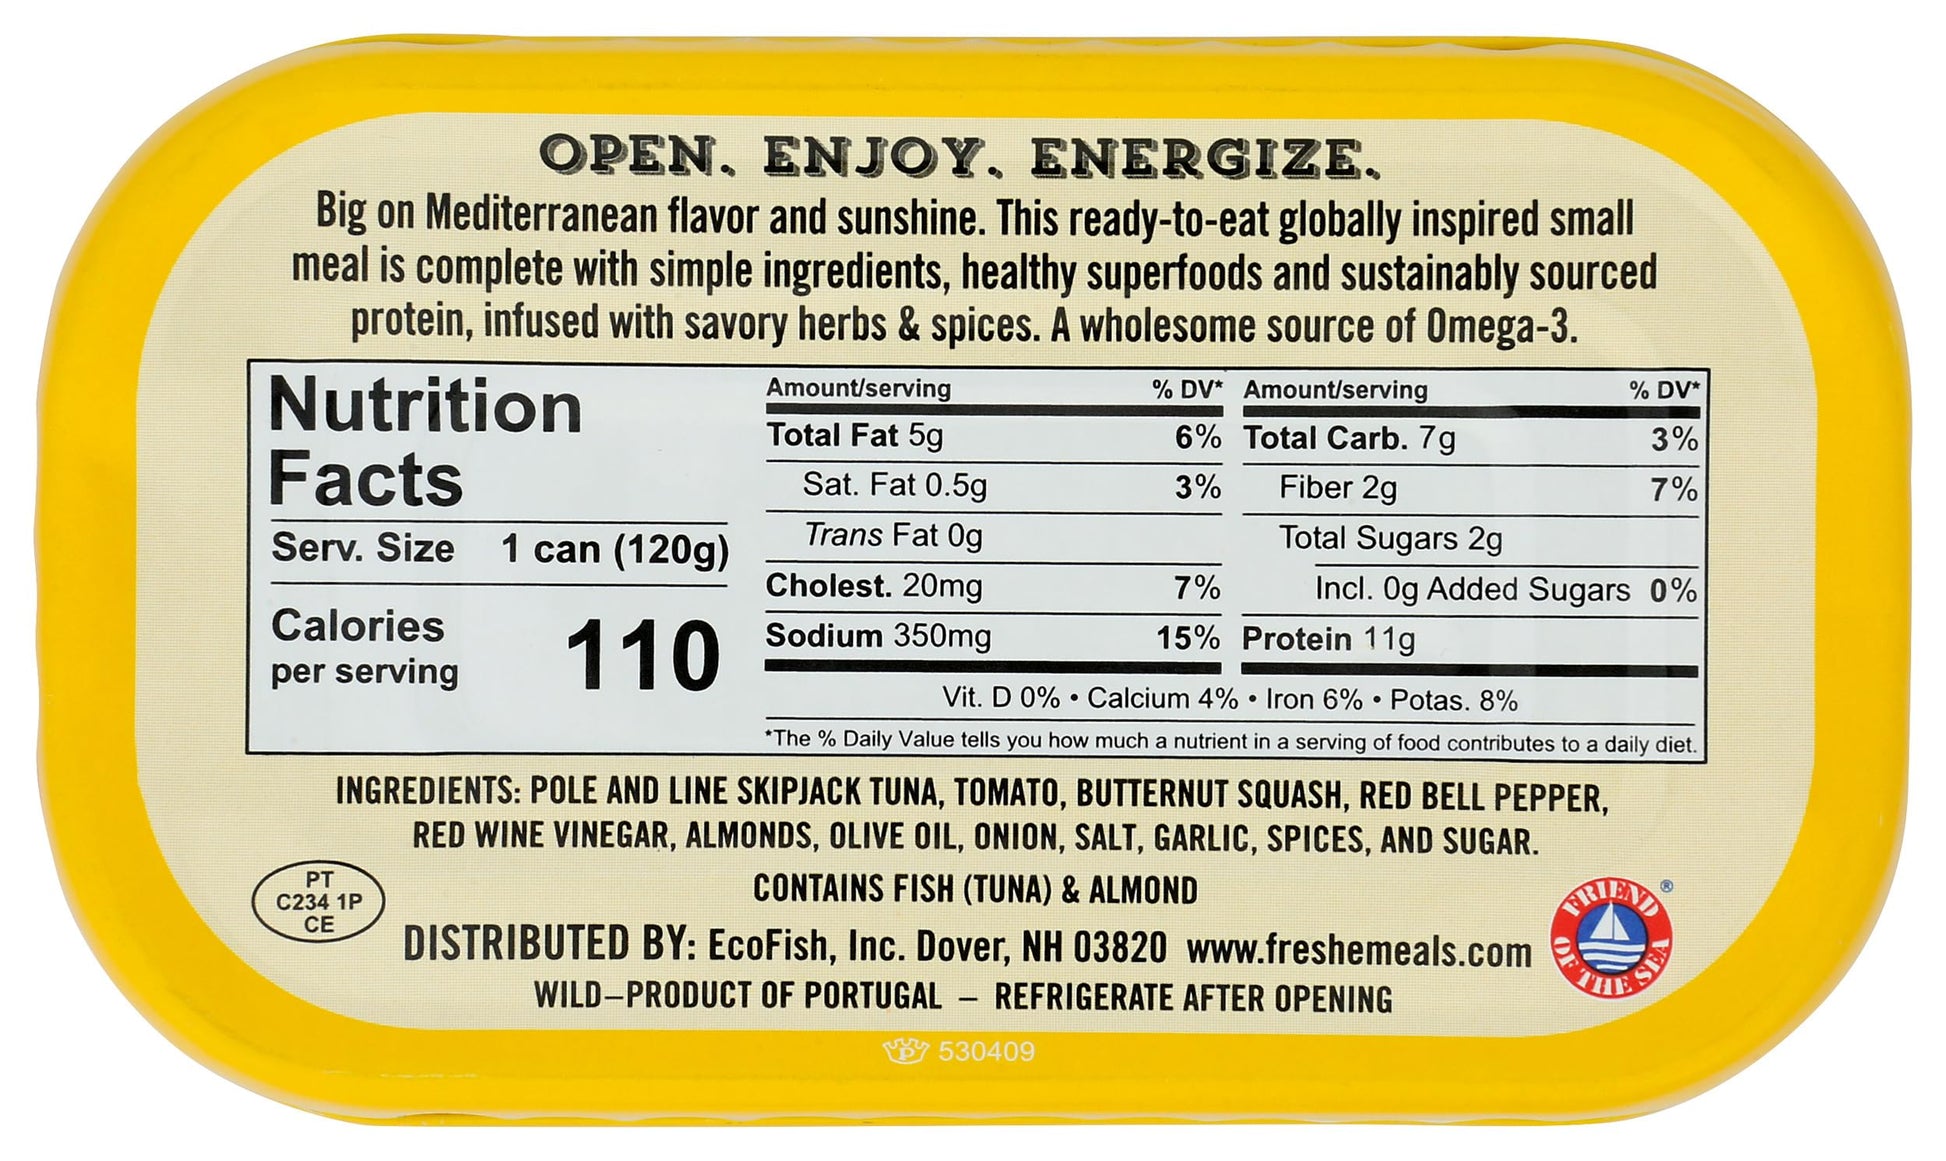 OPEN. ENJOY. ENERGIZE.
Big on Mediterranean flavor and sunshine. This ready-to-eat globally inspired small
meal is complete with simple ingredients, healthy superfoods and sustainably sourced
protein, infused with savory herbs & spices. A wholesome source of Omega-3.
Nutrition
Facts
Serv. Size 1 can (120g)
Calories
per serving 110
Amount/serving % DV*
Total Fat 5g 6%
Sat. Fat 0.5g 3%
Trans Fat 0g
Cholest. 20mg 7%
Sodium 350mg 15%
Amount/serving % DV*
Total Carb. 7g 3%
Fiber 2g 7%
Total Sugars 2g
Incl. 0g Added Sugars 0%
Protein 11g
Vit. D 0% • Calcium 4% • Iron 6% • Potas. 8%
*The % Daily Value tells you how much a nutrient in a serving of food contributes to a daily diet.
INGREDIENTS: POLE AND LINE SKIPJACK TUNA, TOMATO, BUTTERNUT SQUASH, RED BELL PEPPER,
RED WINE VINEGAR, ALMONDS, OLIVE OIL, ONION, SALT, GARLIC, SPICES, AND SUGAR.
CONTAINS FISH (TUNA) & ALMOND
PT
C234 1P
CE
DISTRIBUTED BY: EcoFish, Inc. Dover, NH 03820 www.freshemeals.com
FRIEND OF THE SEA ®
WILD–PRODUCT OF PORTUGAL – REFRIGERATE AFTER OPENING
P 530409